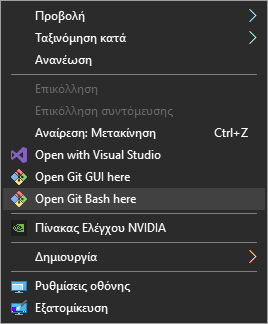 Προβολή
Ταξινόμηση κατά
Ανανέωση
Επικόλληση
Επικόλληση συντόμευσης
Αναίρεση: Μετακίνηση Ctrl+Z
Open with Visual Studio
Open Git GUI here
Open Git Bash here
Πίνακας Ελέγχου NVIDIA
Δημιουργία
Ρυθμίσεις οθόνης
Εξατομίκευση